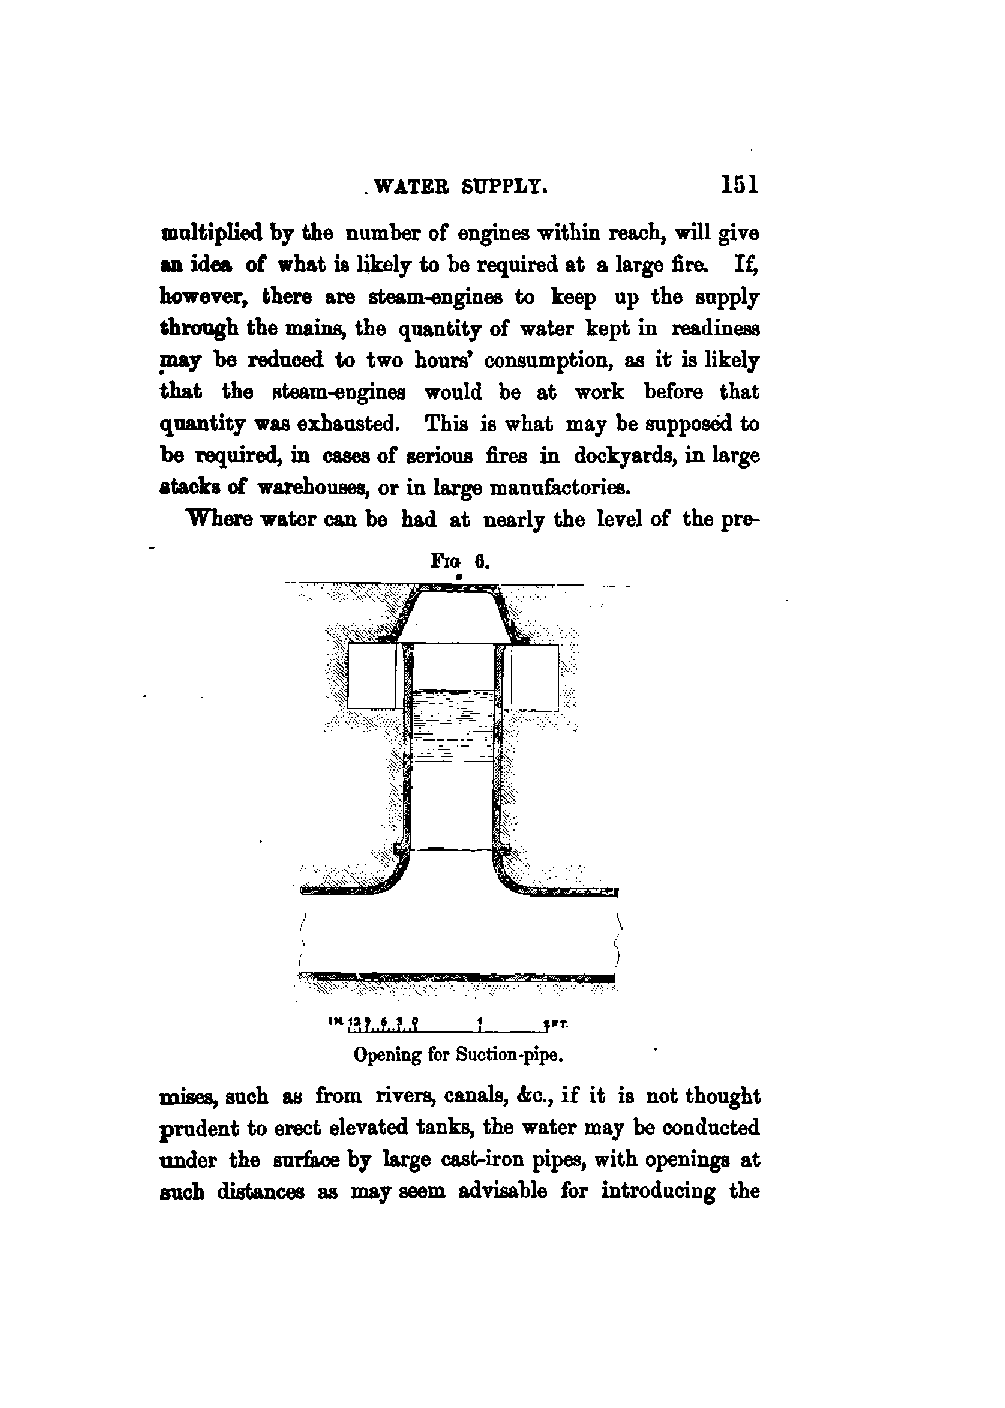 WATER SUPPLY. 151
multiplied by the number of engines within reach, will give
an idea of what is likely to be required at a large fire. If,
however, there are steam-engines to keep up the supply
through the mains, the quantity of water kept in readiness
may be reduced to two hours' consumption, as it is likely
that the steam-engines would be at work before that
quantity was exhausted. This is what may be supposed to
be required, in cases of serious fires in dockyards, in large
stacks of warehouses, or in large manufactories.
Where water can be had at nearly the level of the pre-
FIG 6.
IN. 12 9 6 3 0 1 2 FT.
Opening for Suction-pipe.
mises, such as from rivers, canals, &c., if it is not thought
prudent to erect elevated tanks, the water may be conducted
under the surface by large cast-iron pipes, with openings at
such distances as may seem advisable for introducing the